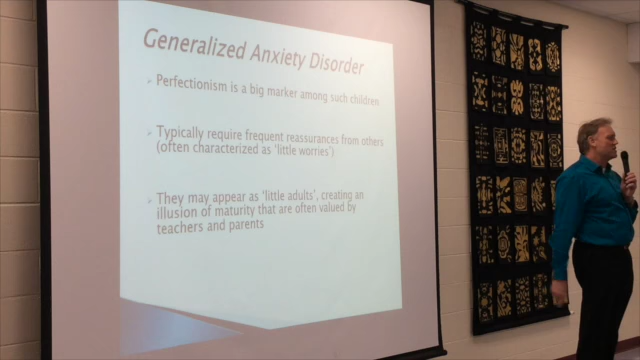 Generalized Anxiety Disorder
Perfectionism is a big marker among such children
Typically require frequent reassurances from others
(often characterized as 'little worries')
They may appear as 'little adults', creating an
illusion of maturity that are often valued by
teachers and parents